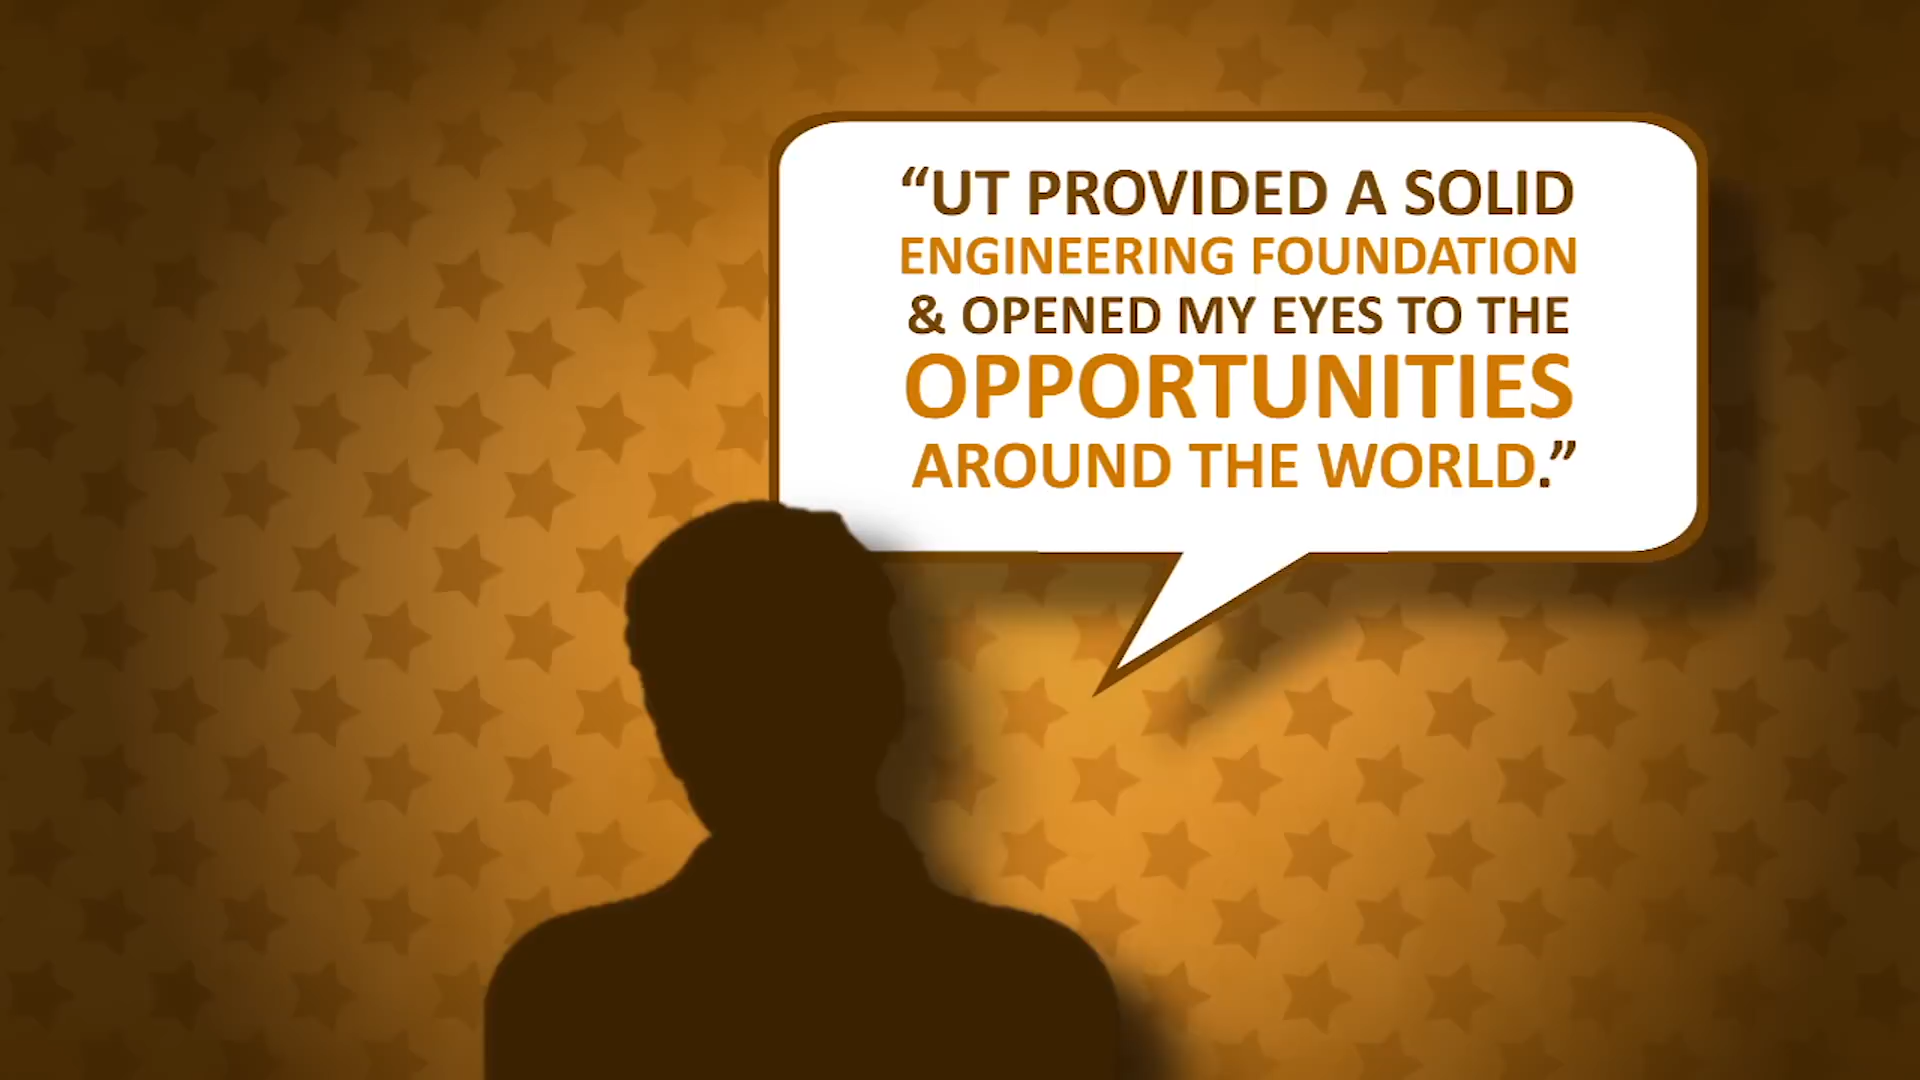 “UT PROVIDED A SOLID
ENGINEERING FOUNDATION
& OPENED MY EYES TO THE
OPPORTUNITIES
AROUND THE WORLD.”